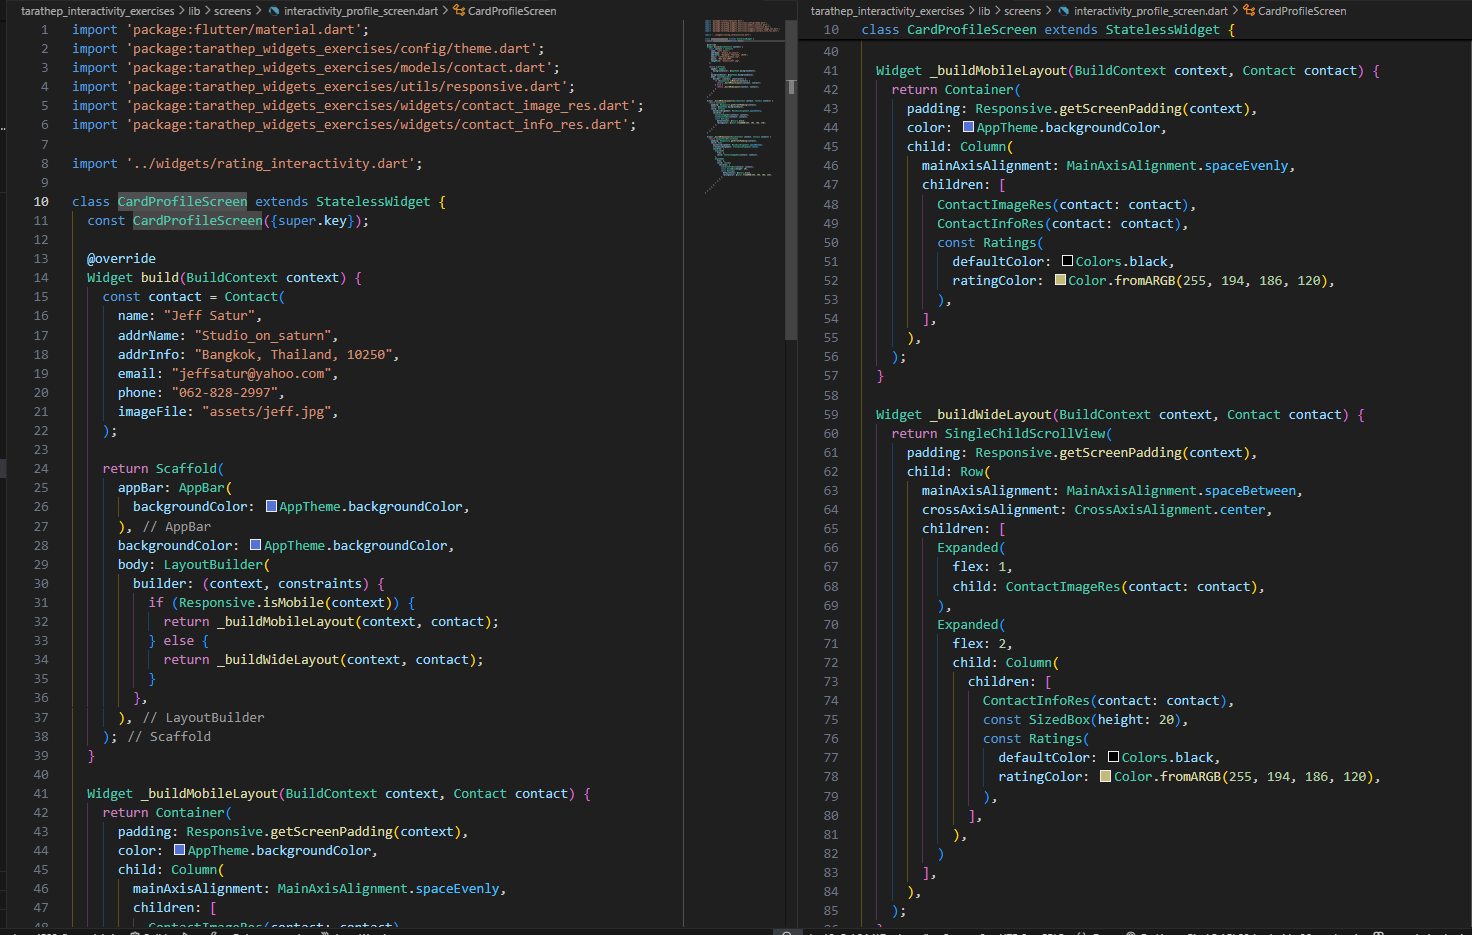 tarathep_interactivity_exercises > lib > screens > interactivity_profile_screen.dart > CardProfileScreen
1 import 'package:flutter/material.dart';
2 import 'package:tarathep_widgets_exercises/config/theme.dart';
3 import 'package:tarathep_widgets_exercises/models/contact.dart';
4 import 'package:tarathep_widgets_exercises/utils/responsive.dart';
5 import 'package:tarathep_widgets_exercises/widgets/contact_image_res.dart';
6 import 'package:tarathep_widgets_exercises/widgets/contact_info_res.dart';
7
8 import '../widgets/rating_interactivity.dart';
9
10 class CardProfileScreen extends StatelessWidget {
11 const CardProfileScreen({super.key});
12
13 @override
14 Widget build(BuildContext context) {
15 const contact = Contact(
16 name: "Jeff Satur",
17 addrName: "Studio_on_saturn",
18 addrInfo: "Bangkok, Thailand, 10250",
19 email: "jeffsatur@yahoo.com",
20 phone: "062-828-2997",
21 imageFile: "assets/jeff.jpg",
22 );
23
24 return Scaffold(
25 appBar: AppBar(
26 backgroundColor: AppTheme.backgroundColor,
27 ), // AppBar
28 backgroundColor: AppTheme.backgroundColor,
29 body: LayoutBuilder(
30 builder: (context, constraints) {
31 if (Responsive.isMobile(context)) {
32 return _buildMobileLayout(context, contact);
33 } else {
34 return _buildWideLayout(context, contact);
35 }
36 },
37 ), // LayoutBuilder
38 ); // Scaffold
39 }
40
41 Widget _buildMobileLayout(BuildContext context, Contact contact) {
42 return Container(
43 padding: Responsive.getScreenPadding(context),
44 color: AppTheme.backgroundColor,
45 child: Column(
46 mainAxisAlignment: MainAxisAlignment.spaceEvenly,
47 children: [
48 ContactImageRes(contact: contact)
tarathep_interactivity_exercises > lib > screens > interactivity_profile_screen.dart > CardProfileScreen
10 class CardProfileScreen extends StatelessWidget {
40
41 Widget _buildMobileLayout(BuildContext context, Contact contact) {
42 return Container(
43 padding: Responsive.getScreenPadding(context),
44 color: AppTheme.backgroundColor,
45 child: Column(
46 mainAxisAlignment: MainAxisAlignment.spaceEvenly,
47 children: [
48 ContactImageRes(contact: contact),
49 ContactInfoRes(contact: contact),
50 const Ratings(
51 defaultColor: Colors.black,
52 ratingColor: Color.fromARGB(255, 194, 186, 120),
53 ),
54 ],
55 ),
56 );
57 }
58
59 Widget _buildWideLayout(BuildContext context, Contact contact) {
60 return SingleChildScrollView(
61 padding: Responsive.getScreenPadding(context),
62 child: Row(
63 mainAxisAlignment: MainAxisAlignment.spaceBetween,
64 crossAxisAlignment: CrossAxisAlignment.center,
65 children: [
66 Expanded(
67 flex: 1,
68 child: ContactImageRes(contact: contact),
69 ),
70 Expanded(
71 flex: 2,
72 child: Column(
73 children: [
74 ContactInfoRes(contact: contact),
75 const SizedBox(height: 20),
76 const Ratings(
77 defaultColor: Colors.black,
78 ratingColor: Color.fromARGB(255, 194, 186, 120),
79 ),
80 ],
81 ),
82 )
83 ],
84 ),
85 );